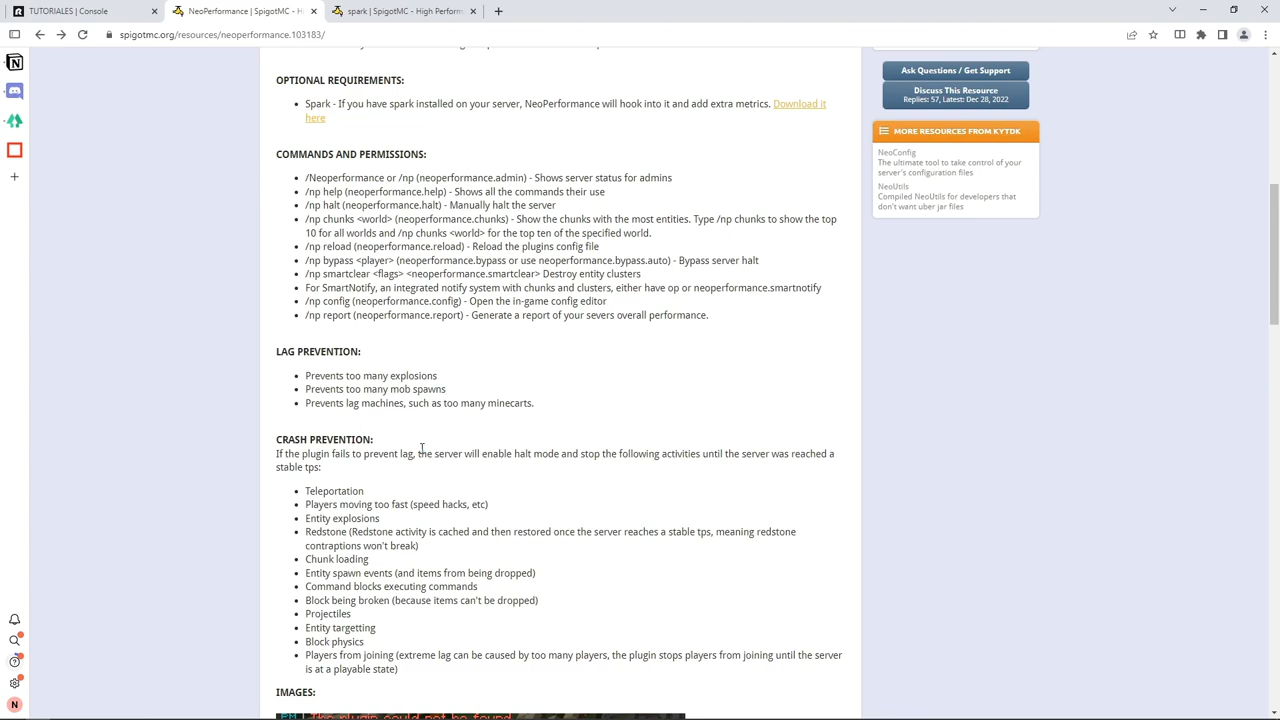 TUTORIALES | Console
NeoPerformance | SpigotMC - Hi
spark | SpigotMC - High Perform
spigotmc.org/resources/neoperformance.103183/
OPTIONAL REQUIREMENTS:
Spark - If you have spark installed on your server, NeoPerformance will hook into it and add extra metrics. Download it
here
COMMANDS AND PERMISSIONS:
/Neoperformance or /np (neoperformance.admin) - Shows server status for admins
/np help (neoperformance.help) - Shows all the commands their use
/np halt (neoperformance.halt) - Manually halt the server
/np chunks <world> (neoperformance.chunks) - Show the chunks with the most entities. Type /np chunks to show the top
10 for all worlds and /np chunks <world> for the top ten of the specified world.
/np reload (neoperformance.reload) - Reload the plugins config file
/np bypass <player> (neoperformance.bypass or use neoperformance.bypass.auto) - Bypass server halt
/np smartclear <flags> <neoperformance.smartclear> Destroy entity clusters
For SmartNotify, an integrated notify system with chunks and clusters, either have op or neoperformance.smartnotify
/np config (neoperformance.config) - Open the in-game config editor
/np report (neoperformance.report) - Generate a report of your severs overall performance.
LAG PREVENTION:
Prevents too many explosions
Prevents too many mob spawns
Prevents lag machines, such as too many minecarts.
CRASH PREVENTION:
If the plugin fails to prevent lag, the server will enable halt mode and stop the following activities until the server was reached a
stable tps:
Teleportation
Players moving too fast (speed hacks, etc)
Entity explosions
Redstone (Redstone activity is cached and then restored once the server reaches a stable tps, meaning redstone
contraptions won't break)
Chunk loading
Entity spawn events (and items from being dropped)
Command blocks executing commands
Block being broken (because items can't be dropped)
Projectiles
Entity targetting
Block physics
Players from joining (extreme lag can be caused by too many players, the plugin stops players from joining until the server
is at a playable state)
IMAGES:
The plugin could not be found
Ask Questions / Get Support
Discuss This Resource
Replies: 57, Latest: Dec 28, 2022
MORE RESOURCES FROM KYTDK
NeoConfig
The ultimate tool to take control of your
server's configuration files
NeoUtils
Compiled NeoUtils for developers that
don't want uber jar files
N